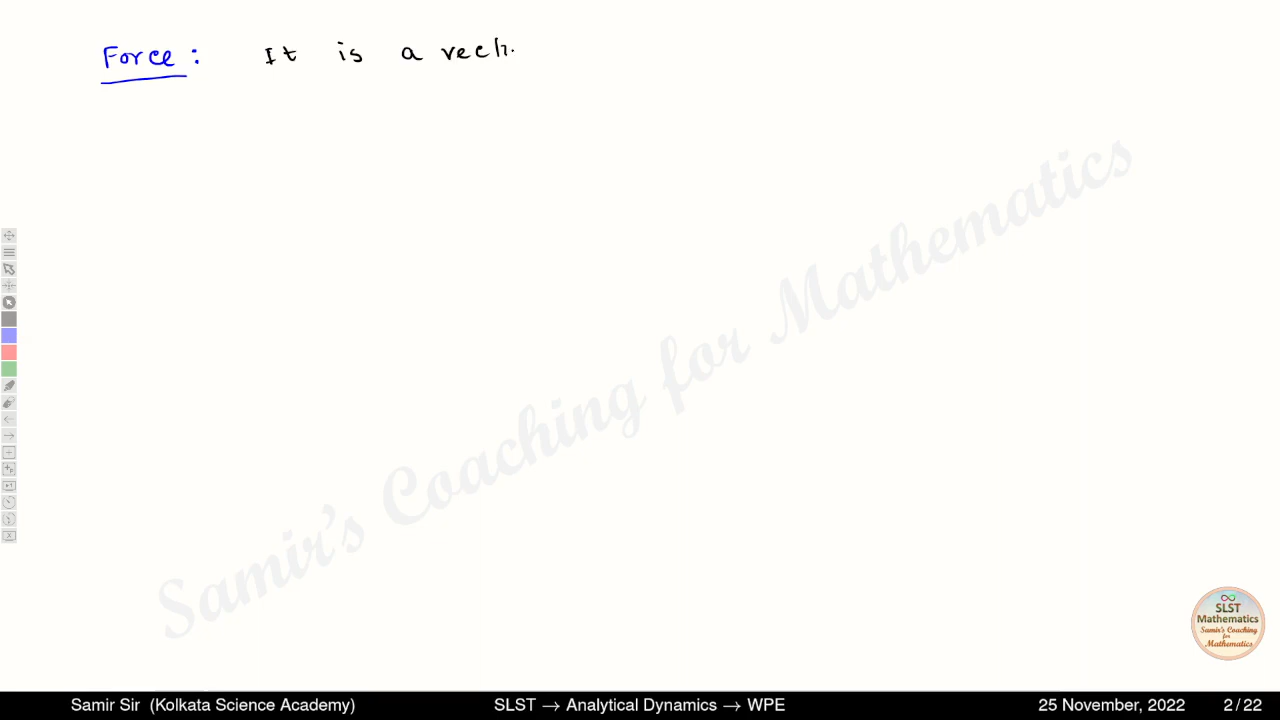 Force : It is a vect
Samir's Coaching for Mathematics
SLST
Mathematics
Samir's Coaching
for
Mathematics
Samir Sir (Kolkata Science Academy) SLST → Analytical Dynamics → WPE 25 November, 2022 2 / 22